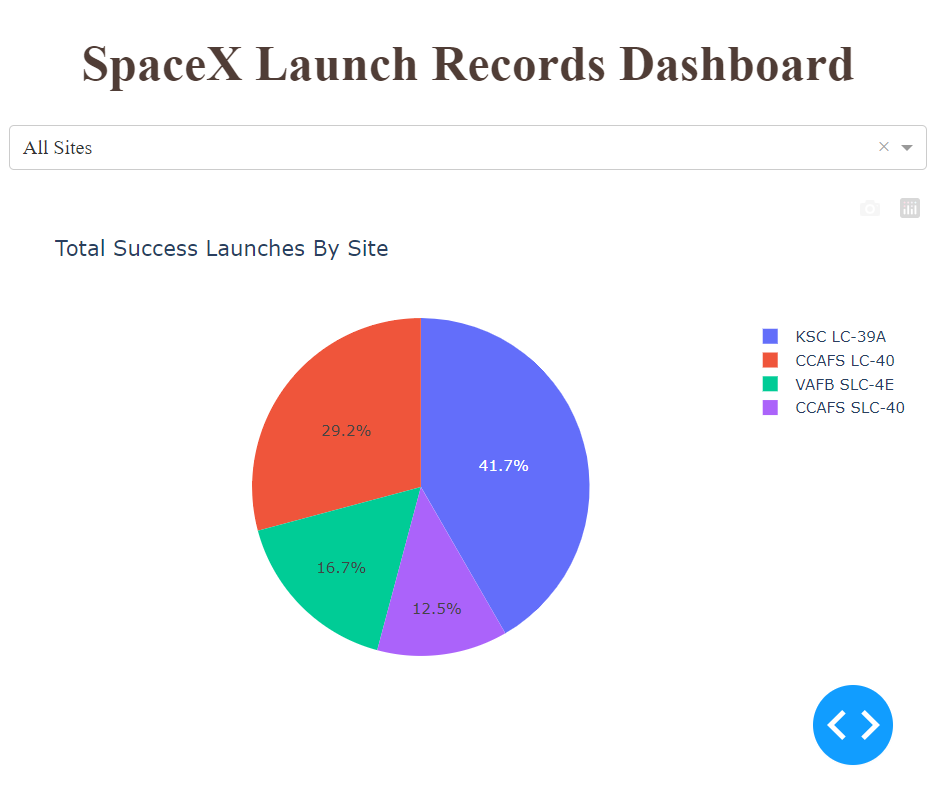 SpaceX Launch Records Dashboard
All Sites
Total Success Launches By Site
KSC LC-39A
CCAFS LC-40
VAFB SLC-4E
CCAFS SLC-40
29.2%
41.7%
16.7%
12.5%